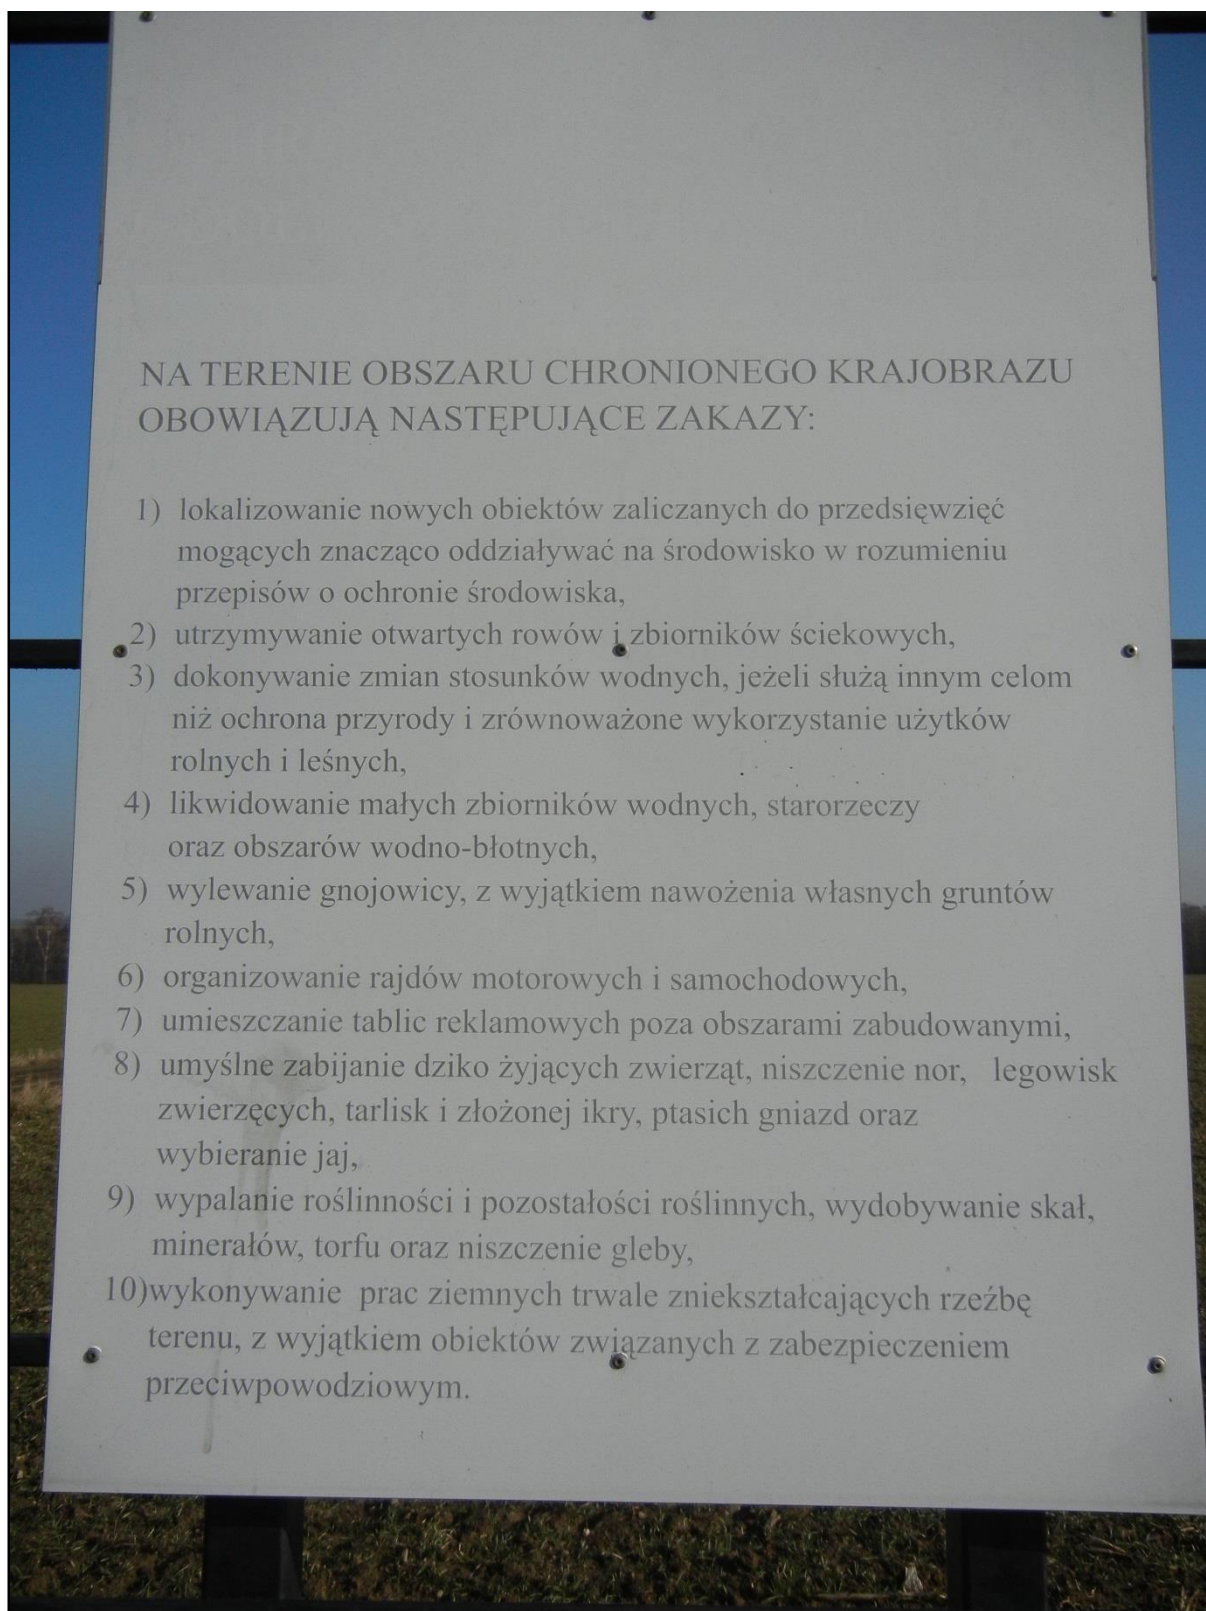 NA TERENIE OBSZARU CHRONIONEGO KRAJOBRAZU
OBOWIĄZUJĄ NASTĘPUJĄCE ZAKAZY:
1) lokalizowanie nowych obiektów zaliczanych do przedsięwzięć
mogących znacząco oddziaływać na środowisko w rozumieniu
przepisów o ochronie środowiska,
2) utrzymywanie otwartych rowów i zbiorników ściekowych,
3) dokonywanie zmian stosunków wodnych, jeżeli służą innym celom
niż ochrona przyrody i zrównoważone wykorzystanie użytków
rolnych i leśnych,
4) likwidowanie małych zbiorników wodnych, starorzeczy
oraz obszarów wodno-błotnych,
5) wylewanie gnojowicy, z wyjątkiem nawożenia własnych gruntów
rolnych,
6) organizowanie rajdów motorowych i samochodowych,
7) umieszczanie tablic reklamowych poza obszarami zabudowanymi,
8) umyślne zabijanie dziko żyjących zwierząt, niszczenie nor, legowisk
zwierzęcych, tarlisk i złożonej ikry, ptasich gniazd oraz
wybieranie jaj,
9) wypalanie roślinności i pozostałości roślinnych, wydobywanie skał,
minerałów, torfu oraz niszczenie gleby,
10)wykonywanie prac ziemnych trwale zniekształcających rzeźbę
terenu, z wyjątkiem obiektów związanych z zabezpieczeniem
przeciwpowodziowym.